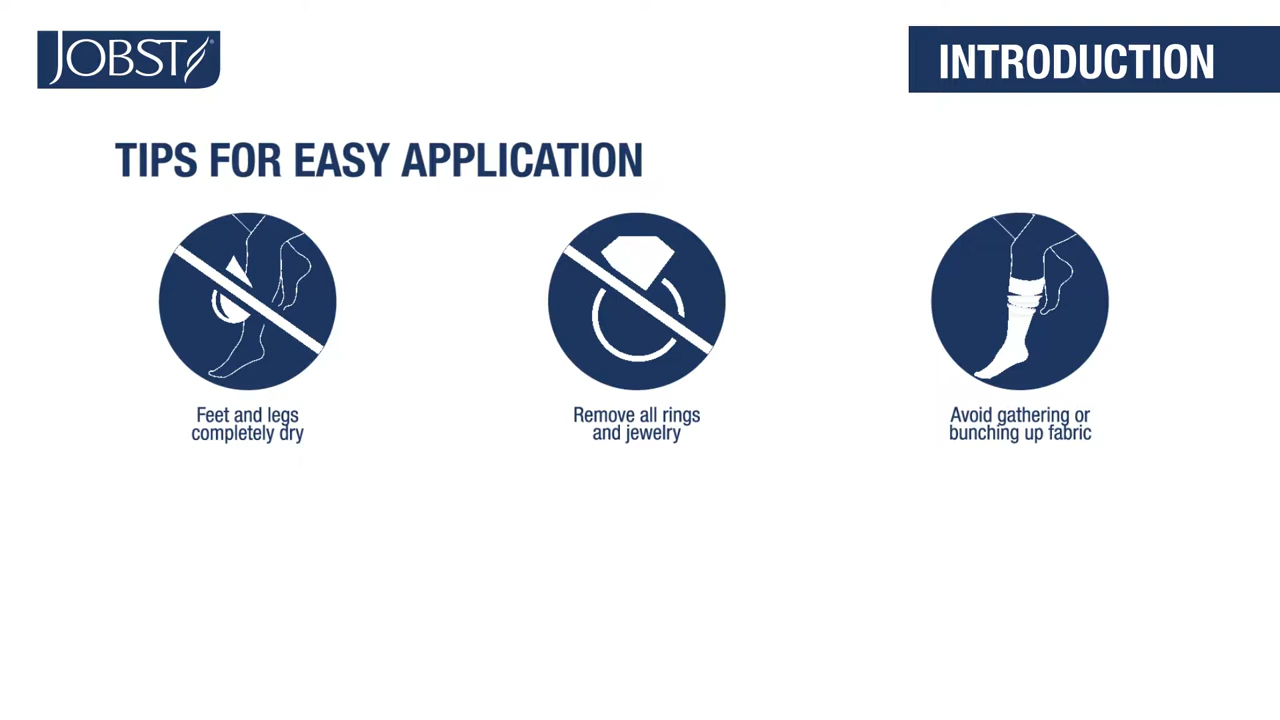 JOBST
INTRODUCTION
TIPS FOR EASY APPLICATION
Feet and legs
completely dry
Remove all rings
and jewelry
Avoid gathering or
bunching up fabric